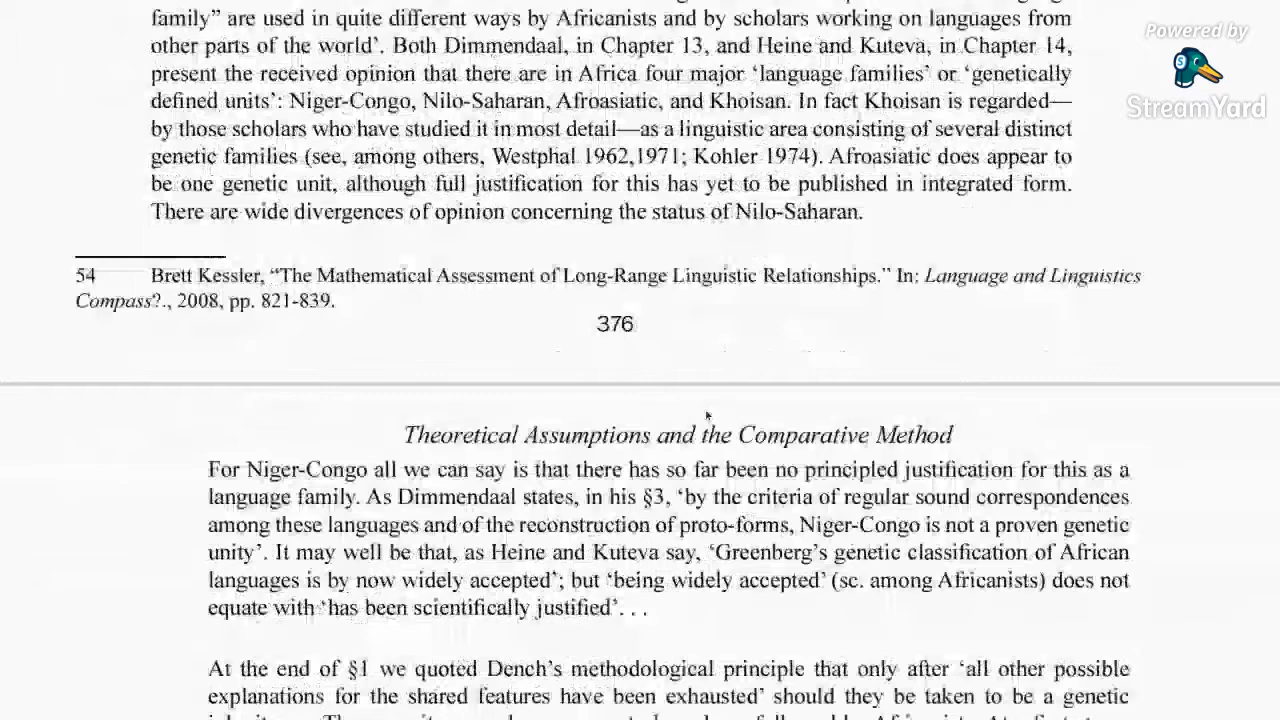 family” are used in quite different ways by Africanists and by scholars working on languages from
other parts of the world’. Both Dimmendaal, in Chapter 13, and Heine and Kuteva, in Chapter 14,
present the received opinion that there are in Africa four major ‘language families’ or ‘genetically
defined units’: Niger-Congo, Nilo-Saharan, Afroasiatic, and Khoisan. In fact Khoisan is regarded—
by those scholars who have studied it in most detail—as a linguistic area consisting of several distinct
genetic families (see, among others, Westphal 1962,1971; Kohler 1974). Afroasiatic does appear to
be one genetic unit, although full justification for this has yet to be published in integrated form.
There are wide divergences of opinion concerning the status of Nilo-Saharan.
54 Brett Kessler, “The Mathematical Assessment of Long-Range Linguistic Relationships.” In: Language and Linguistics
Compass?., 2008, pp. 821-839.
376
Theoretical Assumptions and the Comparative Method
For Niger-Congo all we can say is that there has so far been no principled justification for this as a
language family. As Dimmendaal states, in his §3, ‘by the criteria of regular sound correspondences
among these languages and of the reconstruction of proto-forms, Niger-Congo is not a proven genetic
unity’. It may well be that, as Heine and Kuteva say, ‘Greenberg’s genetic classification of African
languages is by now widely accepted’; but ‘being widely accepted’ (sc. among Africanists) does not
equate with ‘has been scientifically justified’. . .
At the end of §1 we quoted Dench’s methodological principle that only after ‘all other possible
explanations for the shared features have been exhausted’ should they be taken to be a genetic
Powered by
StreamYard